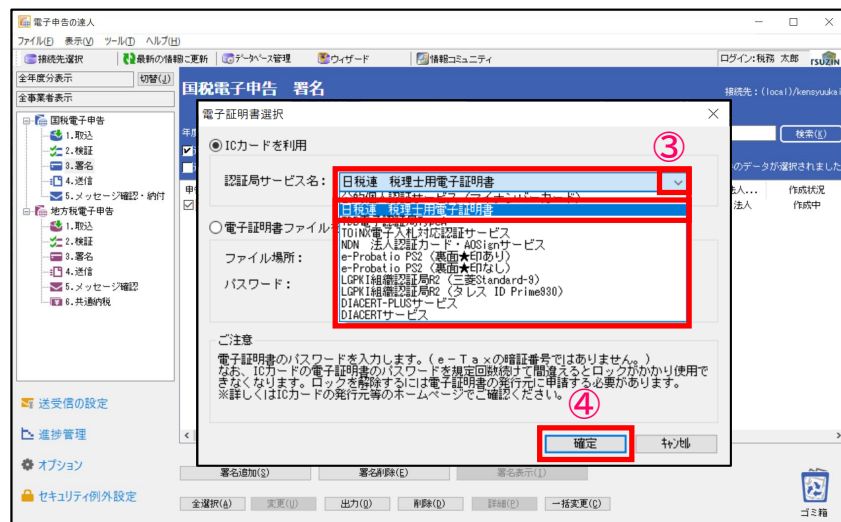 電子申告の達人
ファイル(F) 表示(V) ツール(T) ヘルプ(H)
接続先選択 最新の情報に更新 データベース管理 ウィザード 情報コミュニティ ログイン:税務 太郎 rsuzin
全年度分表示 切替(J)
全事業者表示
国税電子申告 署名
接続先:(local)/kensyuukai
国税電子申告
1.取込
2.検証
3.署名
4.送信
5.メッセージ確認・納付
地方税電子申告
1.取込
2.検証
3.署名
4.送信
5.メッセージ確認
6.共通納税
検索(K)
のデータが選択されました
法人... 作成状況
法人 作成中
電子証明書選択
ICカードを利用
③
認証局サービス名: 日税連 税理士用電子証明書
日税連 税理士用電子証明書
TOiNX電子入札対応認証サービス
NDN 法人認証カード・AOSignサービス
e-Probatio PS2(裏面★印あり)
e-Probatio PS2(裏面★印なし)
LGPKI組織認証局R2(三菱Standard-9)
LGPKI組織認証局R2(タレス ID Prime930)
DIACERT-PLUSサービス
DIACERTサービス
電子証明書ファイルを
ファイル場所:
パスワード:
ご注意
電子証明書のパスワードを入力します。(e-Taxの暗証番号ではありません。)
なお、ICカードの電子証明書のパスワードを規定回数続けて間違えるとロックがかかり使用で
きなくなります。ロックを解除するには電子証明書の発行元に申請する必要があります。
※詳しくはICカードの発行元等のホームページでご確認ください。
④
確定 キャンセル
送受信の設定
進捗管理
オプション
セキュリティ例外設定
署名追加(S) 署名削除(E) 署名表示(I)
全選択(A) 変更(U) 出力(O) 削除(D) 詳細(P) 一括変更(C)
ゴミ箱